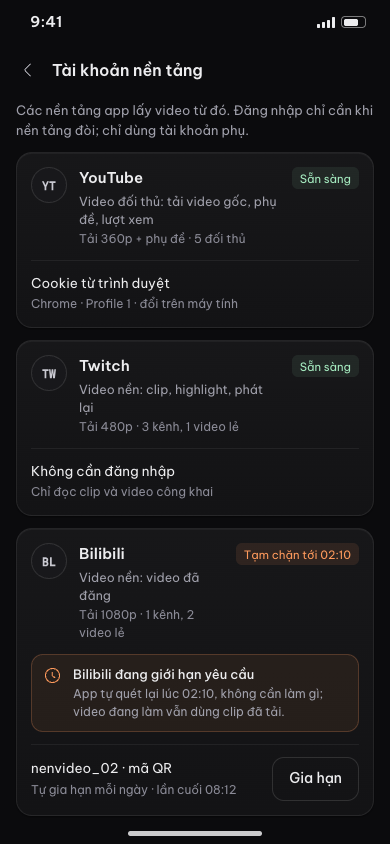 9:41
Tài khoản nền tảng
Các nền tảng app lấy video từ đó. Đăng nhập chỉ cần khi
nền tảng đòi; chỉ dùng tài khoản phụ.
YT
YouTube
Sẵn sàng
Video đối thủ: tải video gốc, phụ
đề, lượt xem
Tải 360p + phụ đề · 5 đối thủ
Cookie từ trình duyệt
Chrome · Profile 1 · đổi trên máy tính
TW
Twitch
Sẵn sàng
Video nền: clip, highlight, phát
lại
Tải 480p · 3 kênh, 1 video lẻ
Không cần đăng nhập
Chỉ đọc clip và video công khai
BL
Bilibili
Tạm chặn tới 02:10
Video nền: video đã
đăng
Tải 1080p · 1 kênh, 2
video lẻ
Bilibili đang giới hạn yêu cầu
App tự quét lại lúc 02:10, không cần làm gì;
video đang làm vẫn dùng clip đã tải.
nenvideo_02 · mã QR
Tự gia hạn mỗi ngày · lần cuối 08:12
Gia hạn